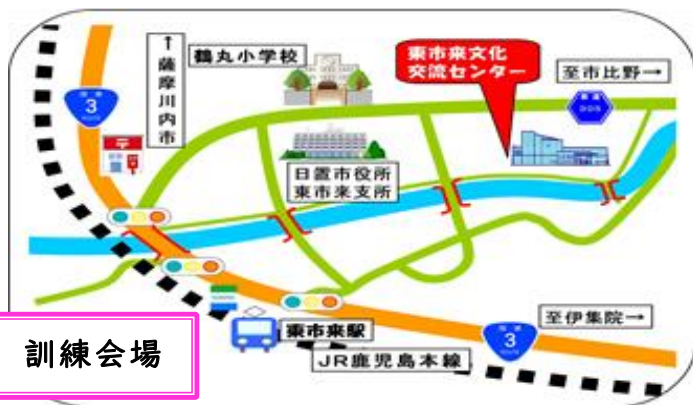 ↑薩摩川内市
鶴丸小学校
東市来文化
交流センター
至市比野→
3
日置市役所
東市来支所
〒
東市来駅
至伊集院→
3
JR鹿児島本線
訓練会場